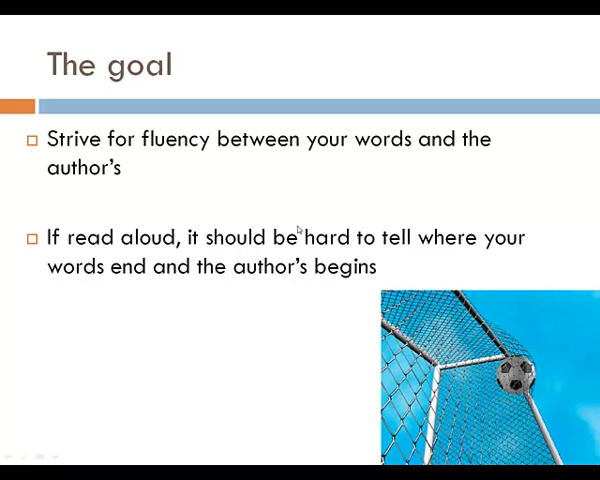 The goal
Strive for fluency between your words and the
author's
If read aloud, it should be hard to tell where your
words end and the author's begins